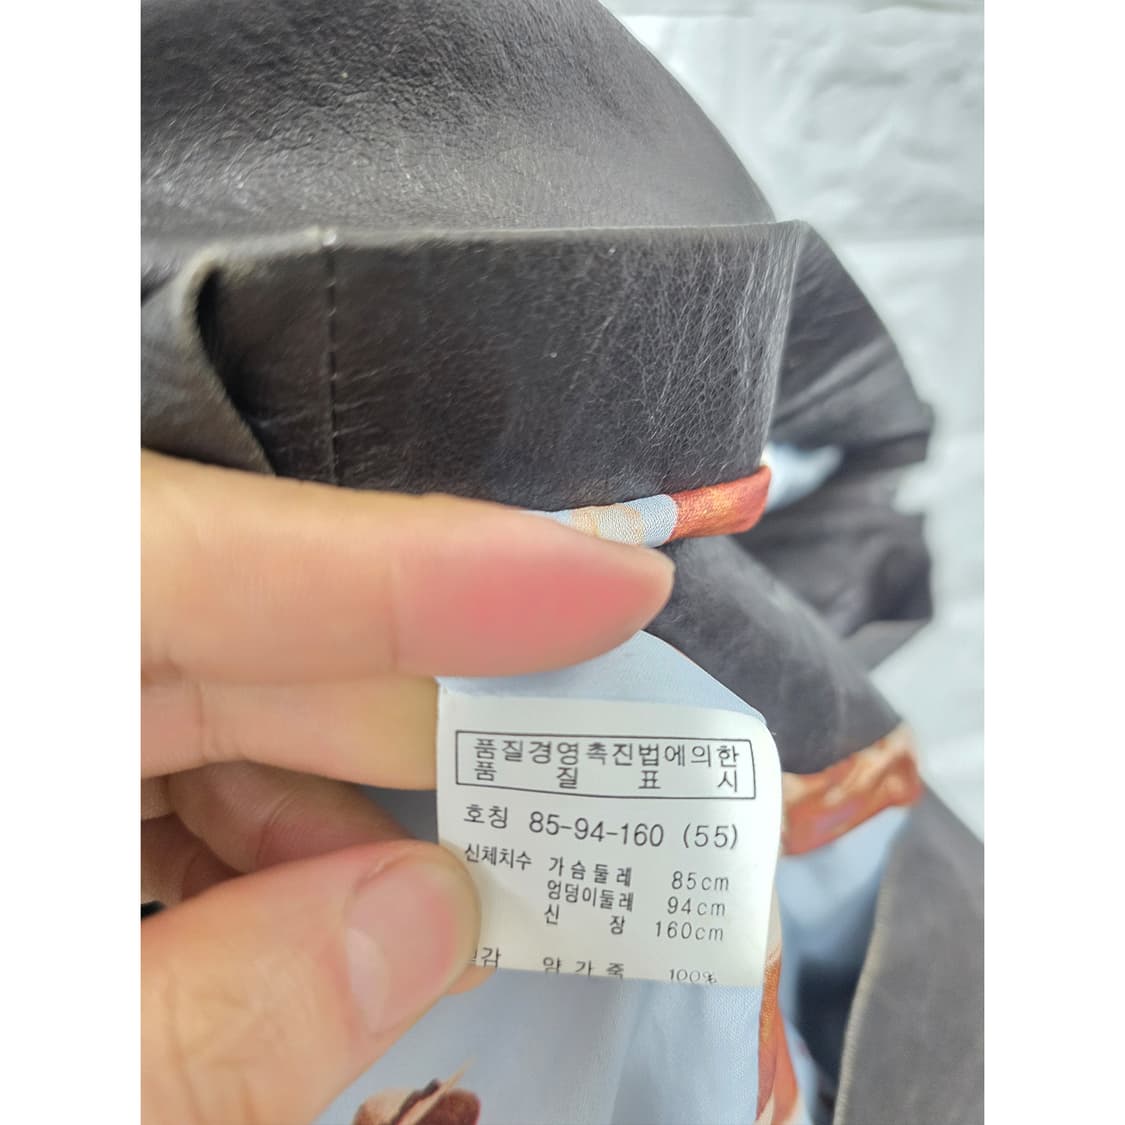 품질경영촉진법에의한
품 질 표 시
호칭 85-94-160 (55)
신체치수 가슴둘레 85cm
엉덩이둘레 94cm
신 장 160cm
감 양가죽 100%